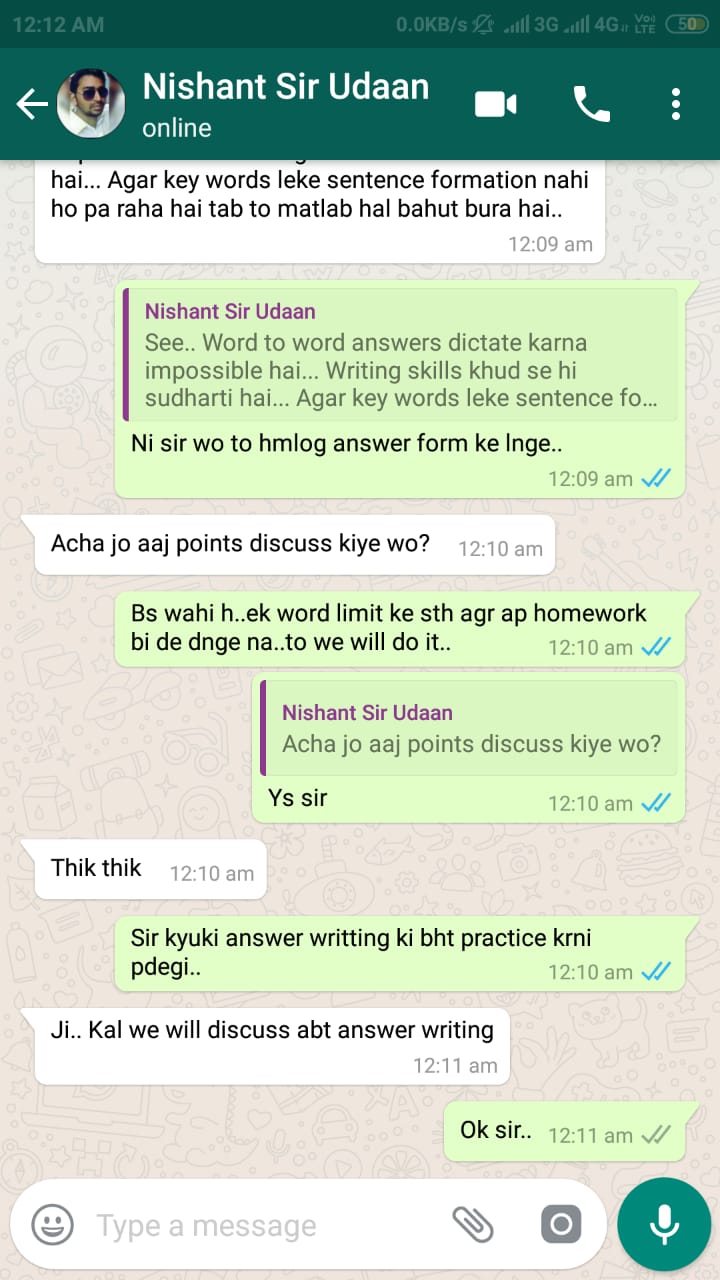 12:12 AM 0.0KB/s 3G 4G Vo) LTE 50
Nishant Sir Udaan
online
hai... Agar key words leke sentence formation nahi
ho pa raha hai tab to matlab hal bahut bura hai..
12:09 am
Nishant Sir Udaan
See.. Word to word answers dictate karna
impossible hai... Writing skills khud se hi
sudharti hai... Agar key words leke sentence fo...
Ni sir wo to hmlog answer form ke lnge..
12:09 am
Acha jo aaj points discuss kiye wo? 12:10 am
Bs wahi h..ek word limit ke sth agr ap homework
bi de dnge na..to we will do it.. 12:10 am
Nishant Sir Udaan
Acha jo aaj points discuss kiye wo?
Ys sir 12:10 am
Thik thik 12:10 am
Sir kyuki answer writting ki bht practice krni
pdegi.. 12:10 am
Ji.. Kal we will discuss abt answer writing
12:11 am
Ok sir.. 12:11 am
Type a message